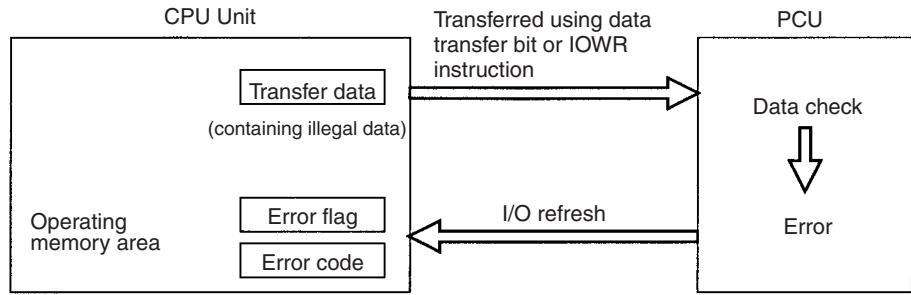 CPU Unit
Transferred using data
transfer bit or IOWR
instruction
PCU
Transfer data
(containing illegal data)
Data check
Operating
memory area
Error flag
Error code
I/O refresh
Error